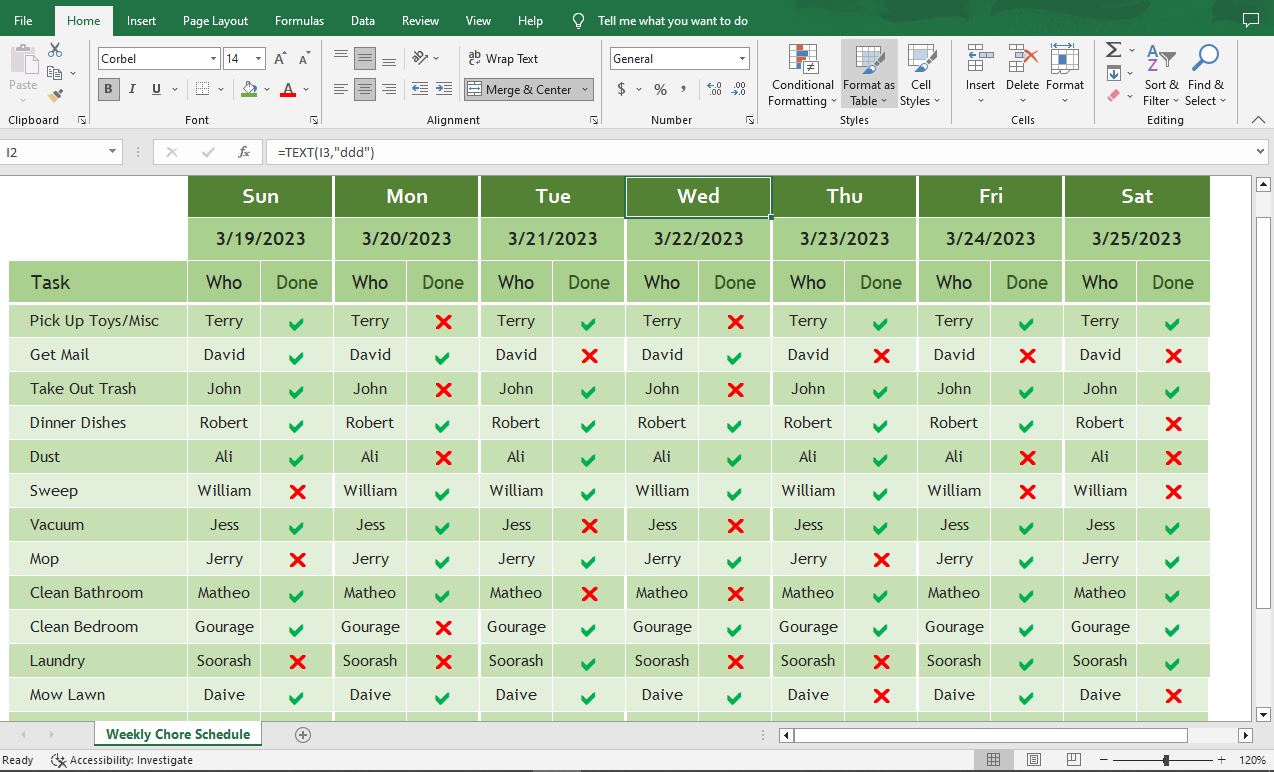 File Home Insert Page Layout Formulas Data Review View Help Tell me what you want to do
Paste
Corbel 14
B I U
ab Wrap Text
Merge & Center
General
$ % ,
Conditional Formatting
Format as Table
Cell Styles
Insert Delete Format
Sort & Filter
Find & Select
Clipboard Font Alignment Number Styles Cells Editing
I2 fx =TEXT(I3,"ddd")
Sun Mon Tue Wed Thu Fri Sat
3/19/2023 3/20/2023 3/21/2023 3/22/2023 3/23/2023 3/24/2023 3/25/2023
Task Who Done Who Done Who Done Who Done Who Done Who Done Who Done
Pick Up Toys/Misc Terry Terry Terry Terry Terry Terry Terry
Get Mail David David David David David David David
Take Out Trash John John John John John John John
Dinner Dishes Robert Robert Robert Robert Robert Robert Robert
Dust Ali Ali Ali Ali Ali Ali Ali
Sweep William William William William William William William
Vacuum Jess Jess Jess Jess Jess Jess Jess
Mop Jerry Jerry Jerry Jerry Jerry Jerry Jerry
Clean Bathroom Matheo Matheo Matheo Matheo Matheo Matheo Matheo
Clean Bedroom Gourage Gourage Gourage Gourage Gourage Gourage Gourage
Laundry Soorash Soorash Soorash Soorash Soorash Soorash Soorash
Mow Lawn Daive Daive Daive Daive Daive Daive Daive
Weekly Chore Schedule
Ready Accessibility: Investigate 120%